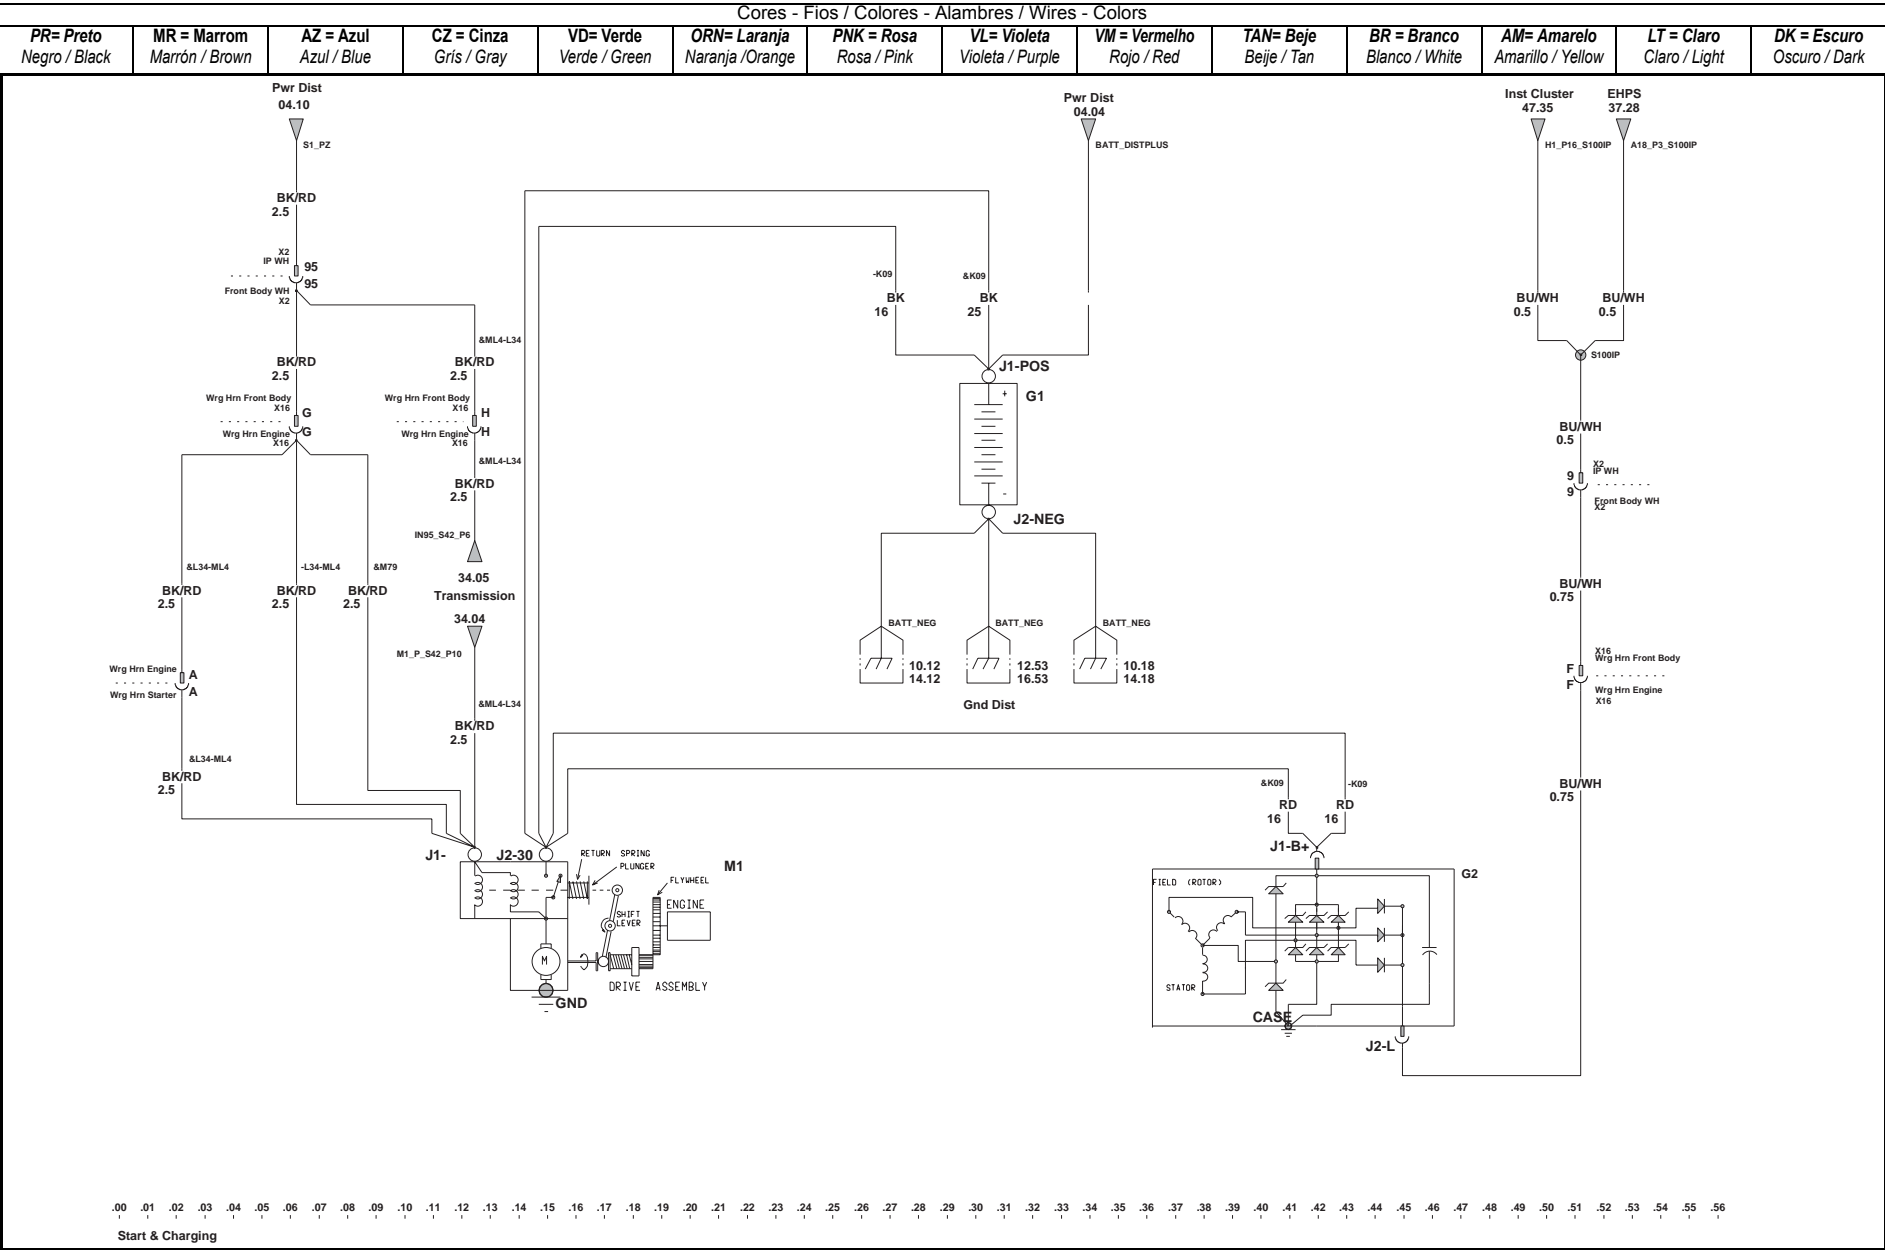 Cores - Fios / Colores - Alambres / Wires - Colors
PR= Preto
Negro / Black
MR = Marrom
Marrón / Brown
AZ = Azul
Azul / Blue
CZ = Cinza
Gris / Gray
VD= Verde
Verde / Green
ORN= Laranja
Naranja /Orange
PNK = Rosa
Rosa / Pink
VL= Violeta
Violeta / Purple
VM = Vermelho
Rojo / Red
TAN= Beje
Beije / Tan
BR = Branco
Blanco / White
AM= Amarelo
Amarillo / Yellow
LT = Claro
Claro / Light
DK = Escuro
Oscuro / Dark
Pwr Dist
04.10
S1_PZ
BK/RD
2.5
X2
IP WH
95
95
Front Body WH
X2
BK/RD
2.5
Wrg Hrn Front Body
X16
G
G
Wrg Hrn Engine
X16
&ML4-L34
BK/RD
2.5
Wrg Hrn Front Body
X16
H
H
Wrg Hrn Engine
X16
&ML4-L34
BK/RD
2.5
IN95_S42_P6
34.05
Transmission
34.04
M1_P_S42_P10
&ML4-L34
BK/RD
2.5
&L34-ML4
BK/RD
2.5
-L34-ML4
BK/RD
2.5
&M79
BK/RD
2.5
Wrg Hrn Engine
A
A
Wrg Hrn Starter
&L34-ML4
BK/RD
2.5
J1-
J2-30
RETURN SPRING
PLUNGER
FLYWHEEL
M1
ENGINE
SHIFT
LEVER
M
DRIVE ASSEMBLY
GND
Pwr Dist
04.04
BATT_DISTPLUS
-K09
BK
16
&K09
BK
25
J1-POS
G1
+
-
J2-NEG
BATT_NEG
10.12
14.12
BATT_NEG
12.53
16.53
BATT_NEG
10.18
14.18
Gnd Dist
&K09
RD
16
-K09
RD
16
J1-B+
G2
FIELD (ROTOR)
STATOR
CASE
J2-L
Inst Cluster
47.35
H1_P16_S100IP
EHPS
37.28
A18_P3_S100IP
BU/WH
0.5
BU/WH
0.5
S100IP
BU/WH
0.5
X2
IP WH
9
9
Front Body WH
X2
BU/WH
0.75
X16
Wrg Hrn Front Body
F
F
Wrg Hrn Engine
X16
BU/WH
0.75
.00 .01 .02 .03 .04 .05 .06 .07 .08 .09 .10 .11 .12 .13 .14 .15 .16 .17 .18 .19 .20 .21 .22 .23 .24 .25 .26 .27 .28 .29 .30 .31 .32 .33 .34 .35 .36 .37 .38 .39 .40 .41 .42 .43 .44 .45 .46 .47 .48 .49 .50 .51 .52 .53 .54 .55 .56
Start & Charging